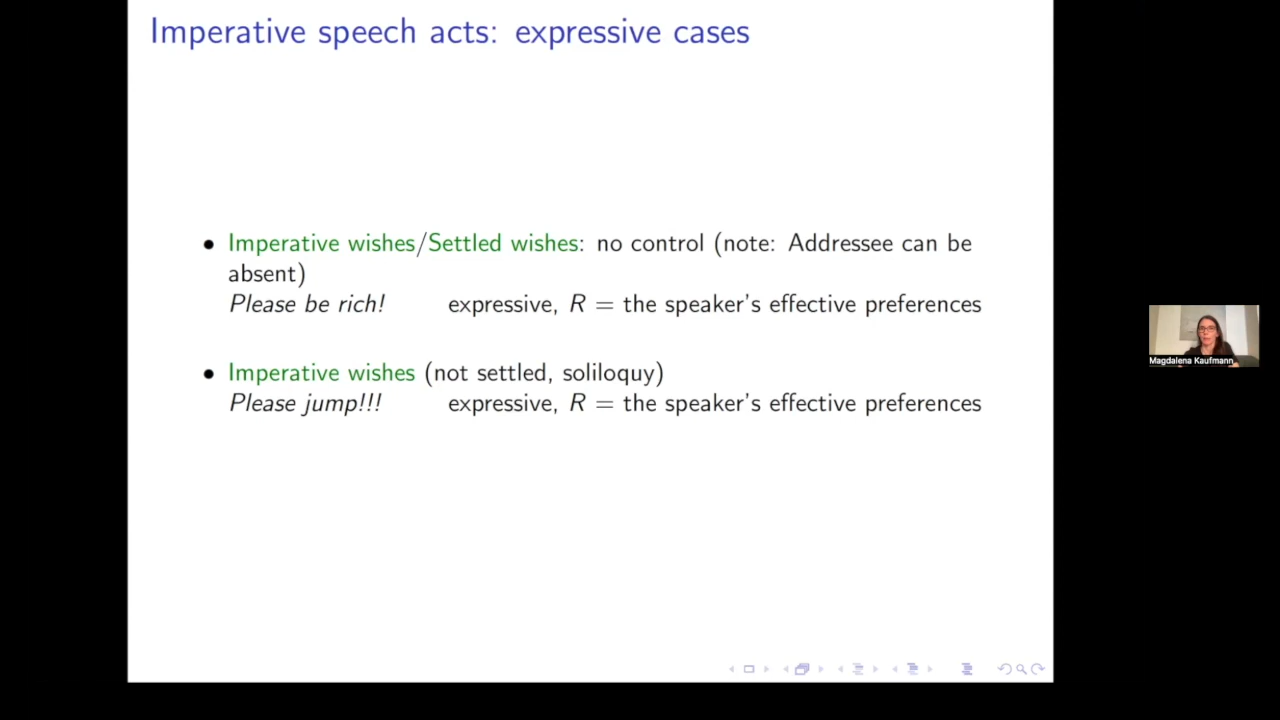 Imperative speech acts: expressive cases
• Imperative wishes/Settled wishes: no control (note: Addressee can be
absent)
Please be rich! expressive, R = the speaker's effective preferences
• Imperative wishes (not settled, soliloquy)
Please jump!!! expressive, R = the speaker's effective preferences
Magdalena Kaufmann